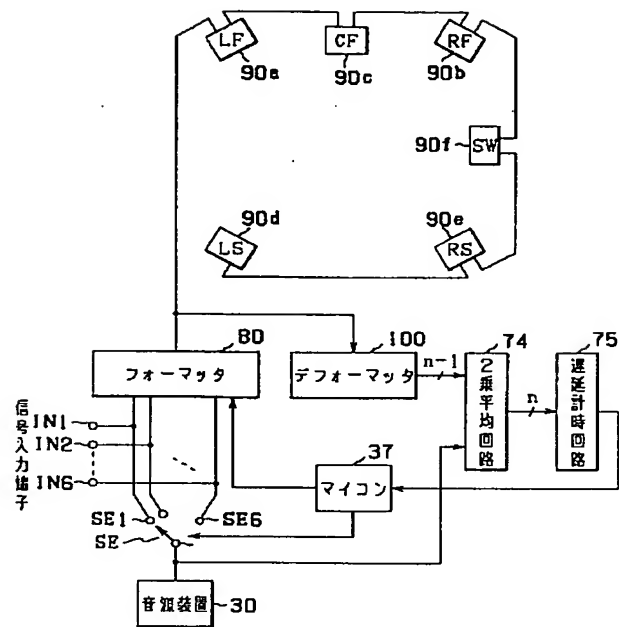 LF
90a
CF
90c
RF
90b
90f
SW
90d
LS
90e
RS
80
フォーマッタ
100
デフォーマッタ
n-1
74
2乗平均回路
n
75
遅延計時回路
信号入力端子
IN1
IN2
IN6
37
マイコン
SE1
SE6
SE
音源装置
30